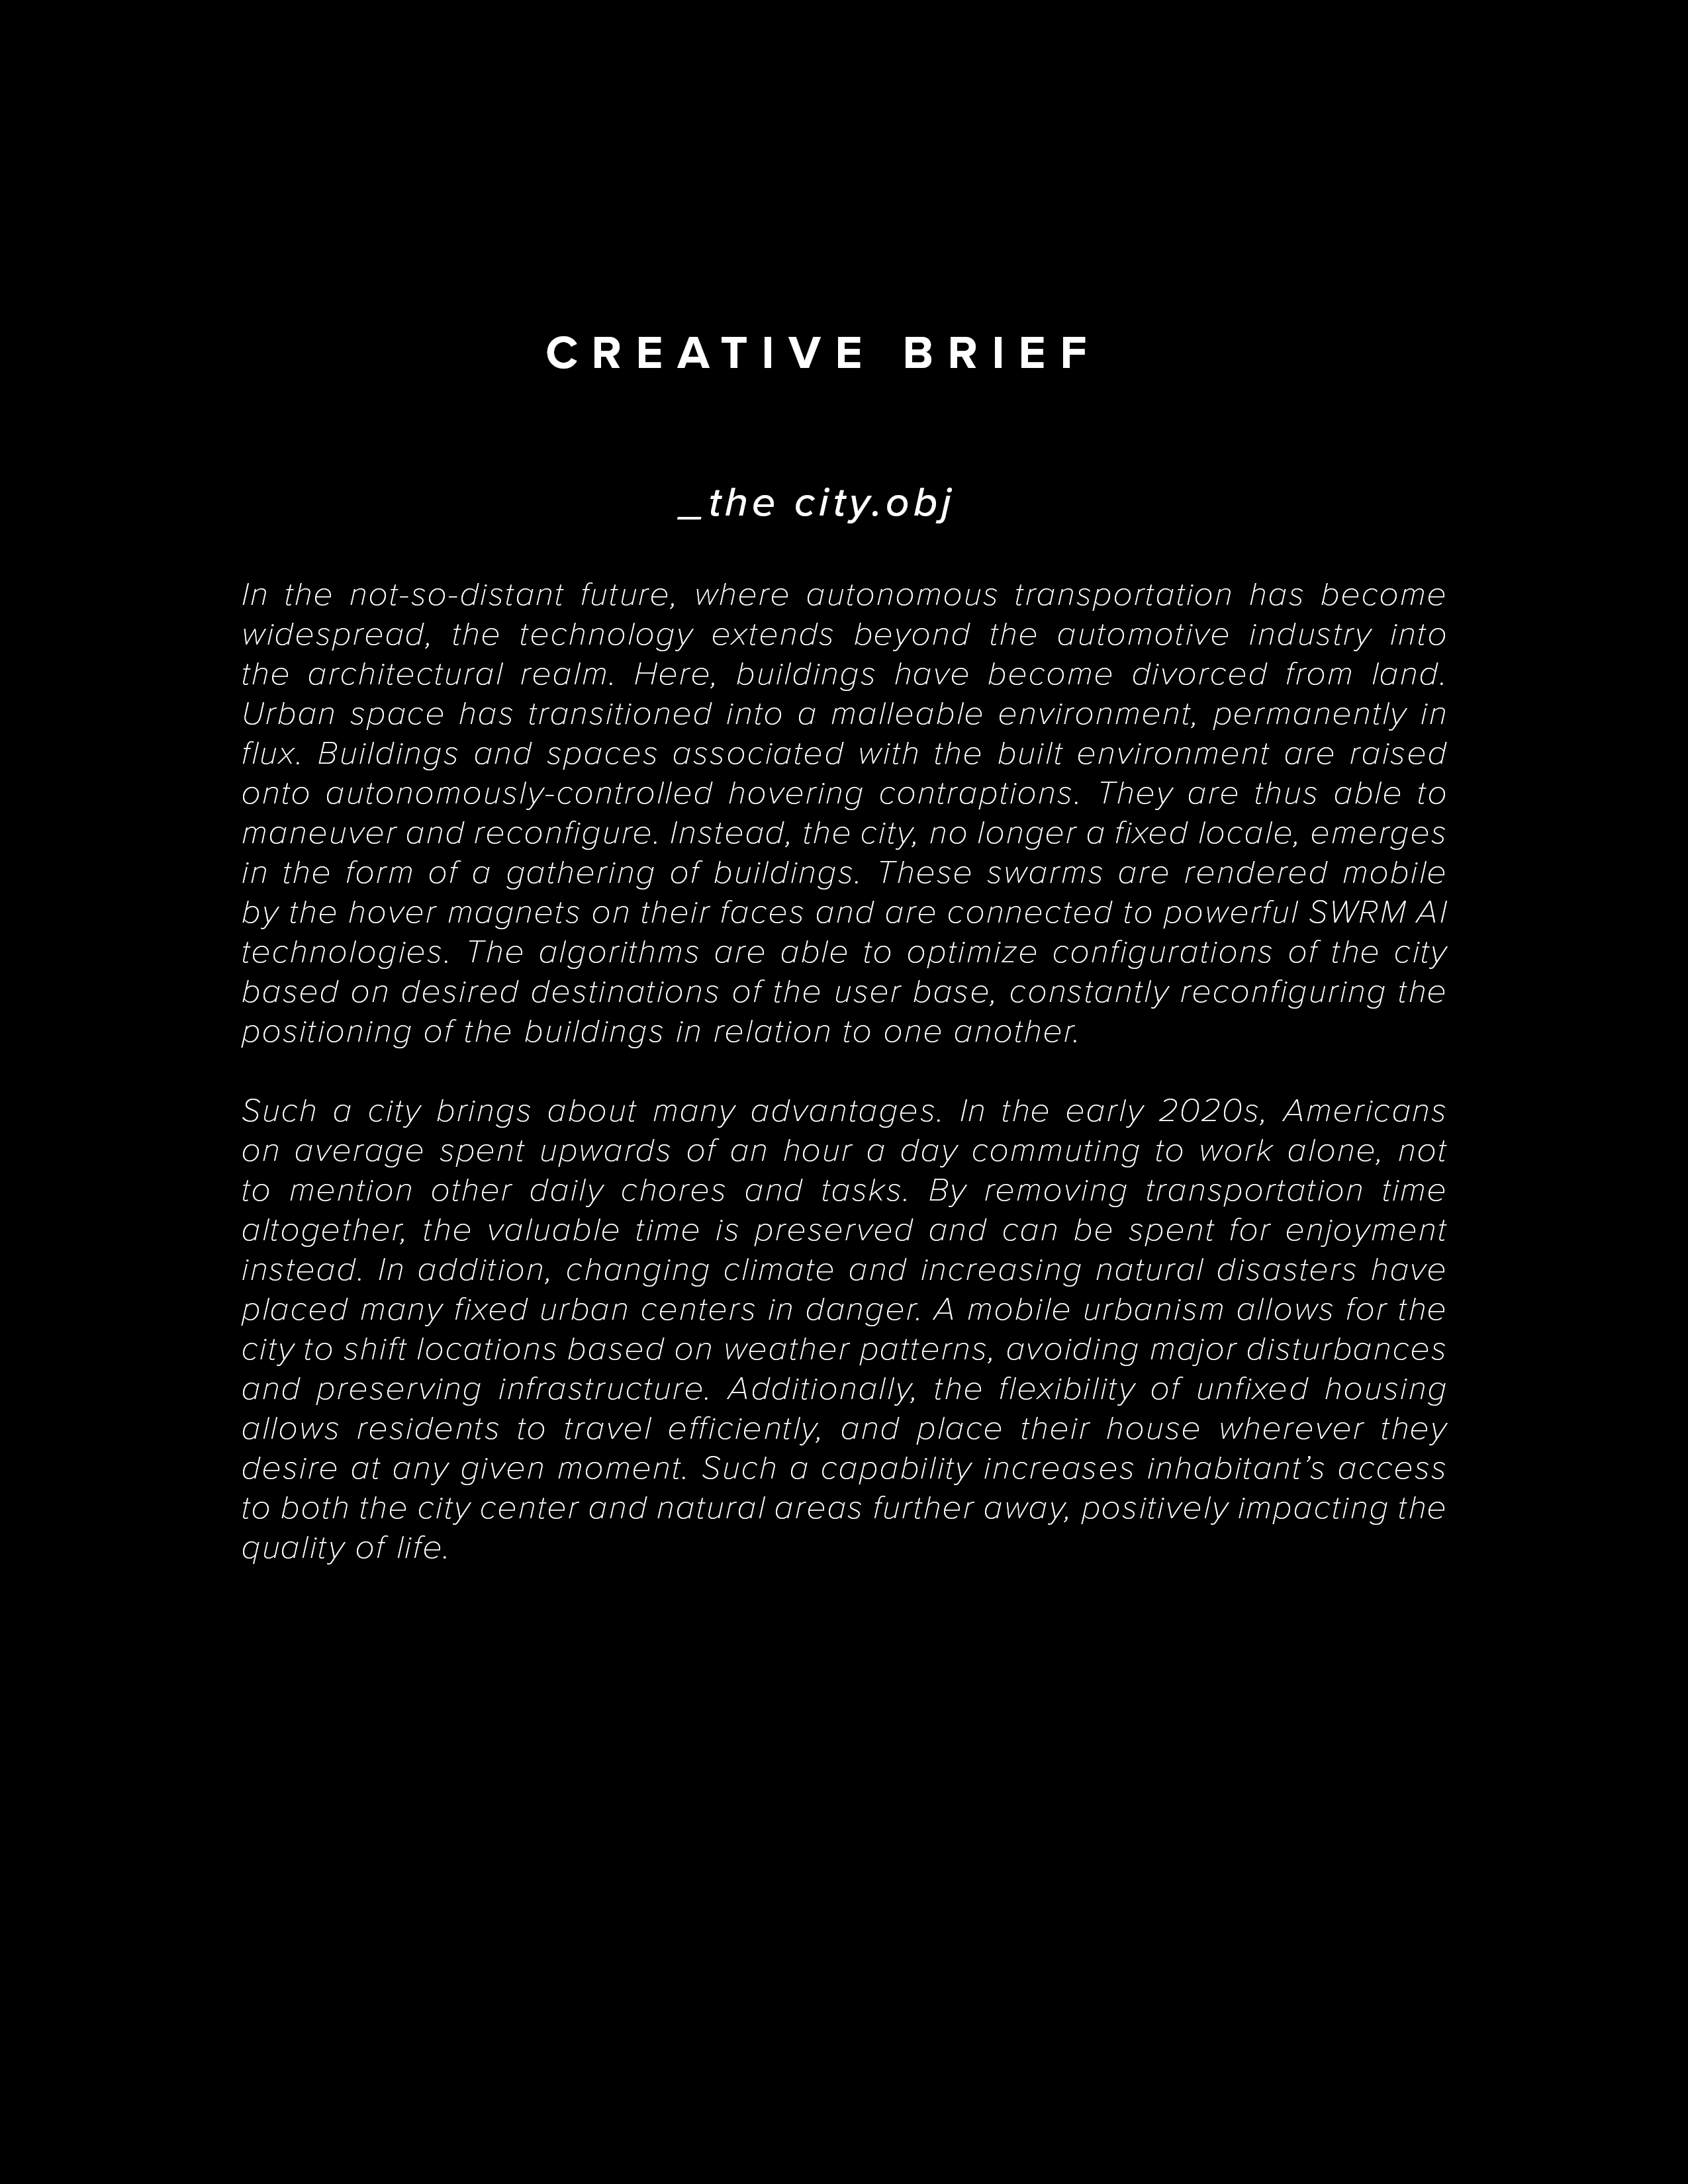 CREATIVE BRIEF
_the city.obj
In the not-so-distant future, where autonomous transportation has become
widespread, the technology extends beyond the automotive industry into
the architectural realm. Here, buildings have become divorced from land.
Urban space has transitioned into a malleable environment, permanently in
flux. Buildings and spaces associated with the built environment are raised
onto autonomously-controlled hovering contraptions. They are thus able to
maneuver and reconfigure. Instead, the city, no longer a fixed locale, emerges
in the form of a gathering of buildings. These swarms are rendered mobile
by the hover magnets on their faces and are connected to powerful SWRM AI
technologies. The algorithms are able to optimize configurations of the city
based on desired destinations of the user base, constantly reconfiguring the
positioning of the buildings in relation to one another.
Such a city brings about many advantages. In the early 2020s, Americans
on average spent upwards of an hour a day commuting to work alone, not
to mention other daily chores and tasks. By removing transportation time
altogether, the valuable time is preserved and can be spent for enjoyment
instead. In addition, changing climate and increasing natural disasters have
placed many fixed urban centers in danger. A mobile urbanism allows for the
city to shift locations based on weather patterns, avoiding major disturbances
and preserving infrastructure. Additionally, the flexibility of unfixed housing
allows residents to travel efficiently, and place their house wherever they
desire at any given moment. Such a capability increases inhabitant’s access
to both the city center and natural areas further away, positively impacting the
quality of life.